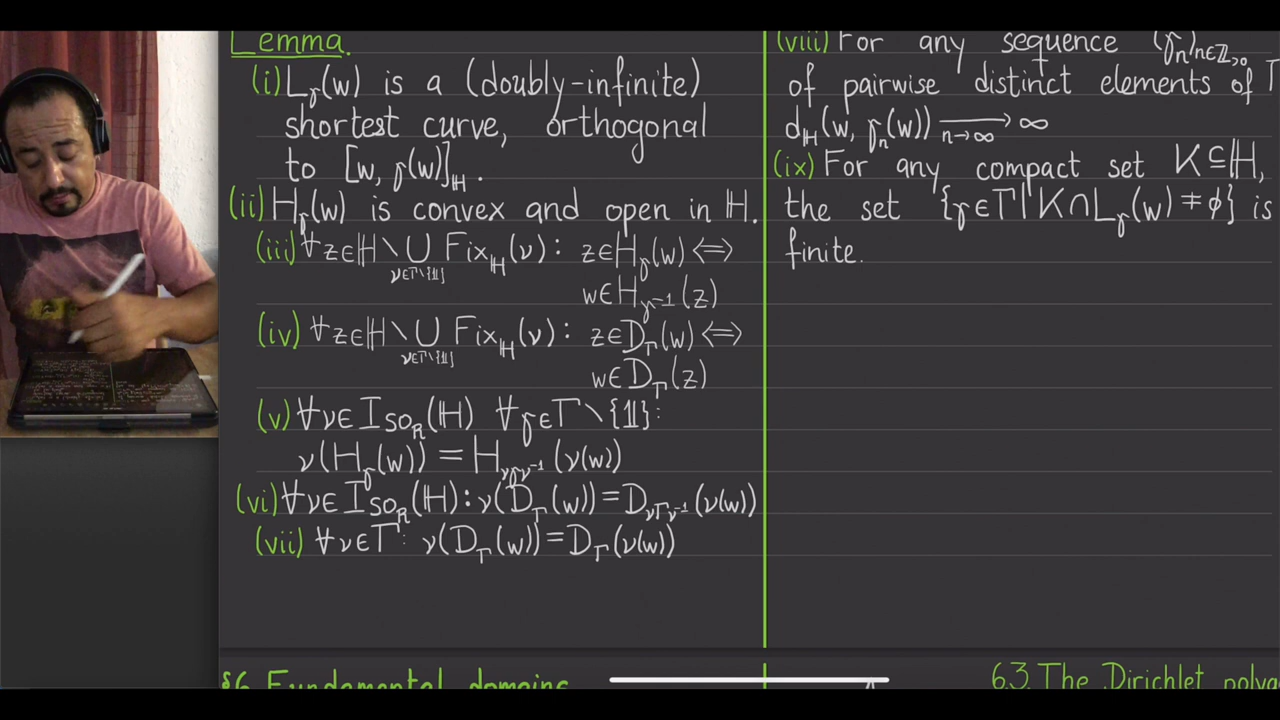 Lemma.
(i) L_γ(w) is a (doubly-infinite)
shortest curve, orthogonal
to [w, γ(w)]_ℍ.
(ii) H_γ(w) is convex and open in ℍ.
(iii) ∀z∈ℍ∖⋃_{ν∈Γ∖{𝟙}} Fix_ℍ(ν): z∈H_γ(w) ⟺
w∈H_{γ⁻¹}(z)
(iv) ∀z∈ℍ∖⋃_{ν∈Γ∖{𝟙}} Fix_ℍ(ν): z∈D_Γ(w) ⟺
w∈D_Γ(z)
(v) ∀ν∈Iso_ℝ(ℍ) ∀γ∈Γ∖{𝟙}:
ν(H_γ(w)) = H_{νγν⁻¹}(ν(w))
(vi) ∀ν∈Iso_ℝ(ℍ): ν(D_Γ(w)) = D_{νΓν⁻¹}(ν(w))
(vii) ∀ν∈Γ: ν(D_Γ(w)) = D_Γ(ν(w))
(viii) For any sequence (γ_n)_{n∈ℤ_{>0}}
of pairwise distinct elements of Γ
d_ℍ(w, γ_n(w)) ⟶_{n→∞} ∞
(ix) For any compact set K⊆ℍ,
the set {γ∈Γ | K∩L_γ(w) ≠ ∅} is
finite.
§6 Fundamental domains
6.3. The Dirichlet